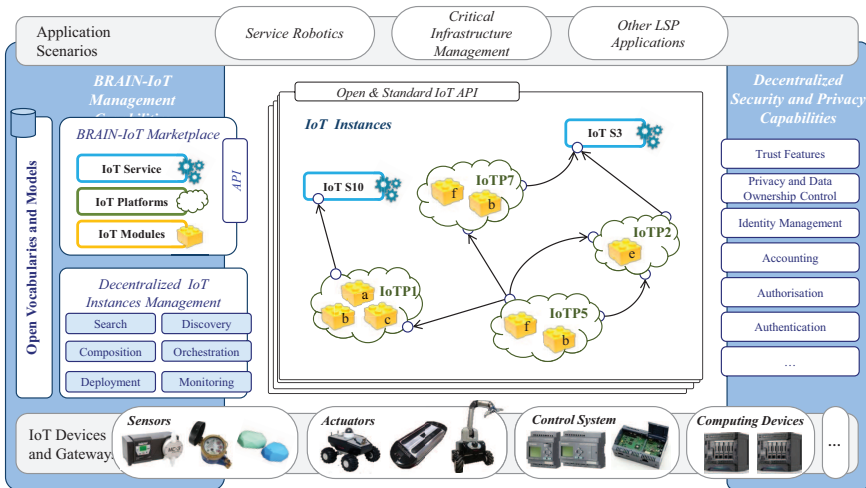 Application
Scenarios
Service Robotics
Critical
Infrastructure
Management
Other LSP
Applications
BRAIN-IoT
Management
Open Vocabularies and Models
BRAIN-IoT Marketplace
IoT Service
IoT Platforms
IoT Modules
API
Decentralized IoT
Instances Management
Search
Discovery
Composition
Orchestration
Deployment
Monitoring
Open & Standard IoT API
IoT Instances
IoT S3
IoT S10
IoTP7
f
b
IoTP2
e
IoTP1
a
b
c
IoTP5
f
b
Decentralized
Security and Privacy
Capabilities
Trust Features
Privacy and Data
Ownership Control
Identity Management
Accounting
Authorisation
Authentication
…
IoT Devices
and Gateway
Sensors
Actuators
Control System
Computing Devices
...